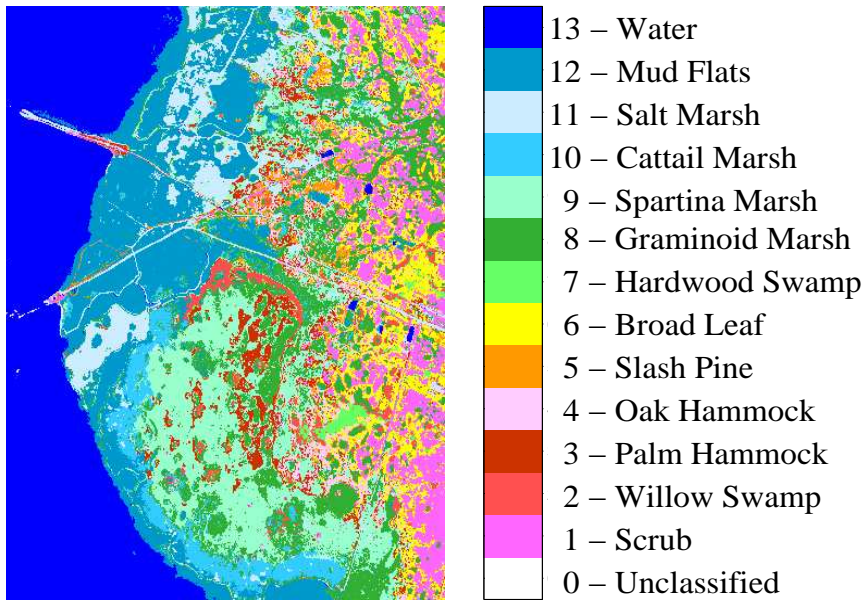 13 – Water
12 – Mud Flats
11 – Salt Marsh
10 – Cattail Marsh
9 – Spartina Marsh
8 – Graminoid Marsh
7 – Hardwood Swamp
6 – Broad Leaf
5 – Slash Pine
4 – Oak Hammock
3 – Palm Hammock
2 – Willow Swamp
1 – Scrub
0 – Unclassified